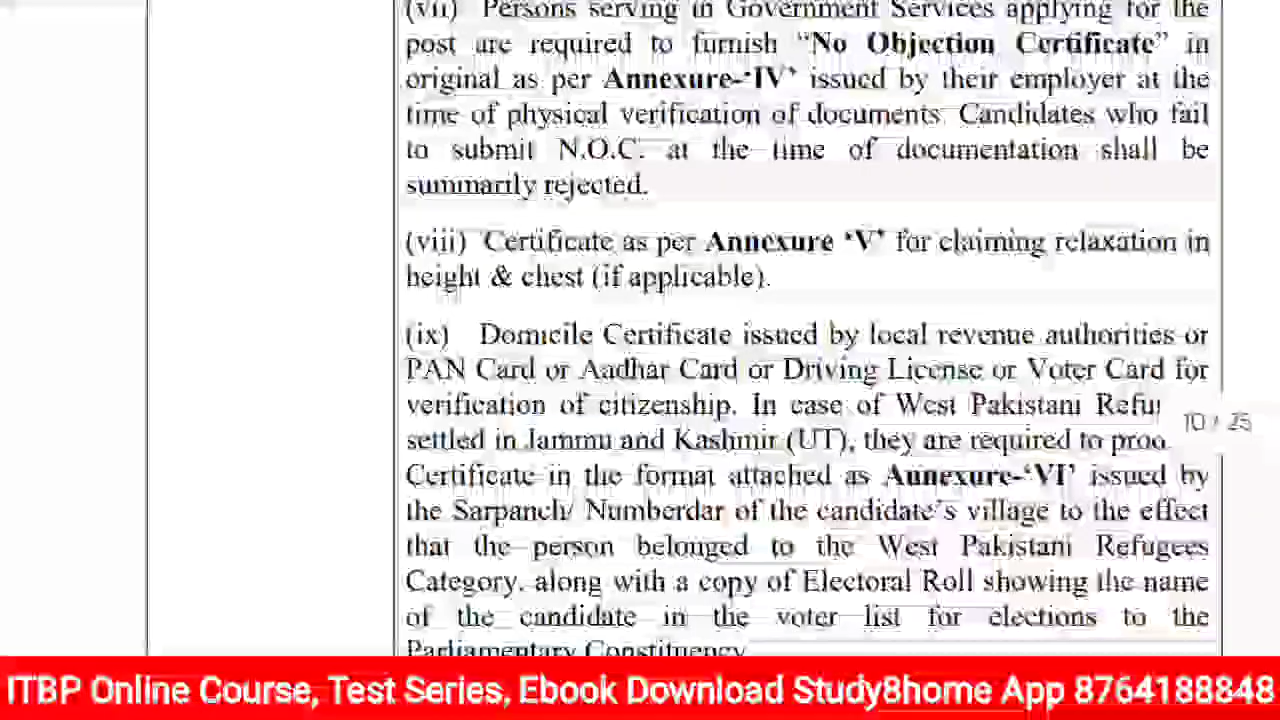 (vii) Persons serving in Government Services applying for the
post are required to furnish “No Objection Certificate” in
original as per Annexure-‘IV’ issued by their employer at the
time of physical verification of documents. Candidates who fail
to submit N.O.C. at the time of documentation shall be
summarily rejected.
(viii) Certificate as per Annexure ‘V’ for claiming relaxation in
height & chest (if applicable).
(ix) Domicile Certificate issued by local revenue authorities or
PAN Card or Aadhar Card or Driving License or Voter Card for
verification of citizenship. In case of West Pakistani Refu
10 / 25
settled in Jammu and Kashmir (UT), they are required to
Certificate in the format attached as Annexure-‘VI’ issued by
the Sarpanch/ Numberdar of the candidate’s village to the effect
that the person belonged to the West Pakistani Refugees
Category, along with a copy of Electoral Roll showing the name
of the candidate in the voter list for elections to the
Parliamentary Constituency
ITBP Online Course, Test Series, Ebook Download Study8home App 8764188848